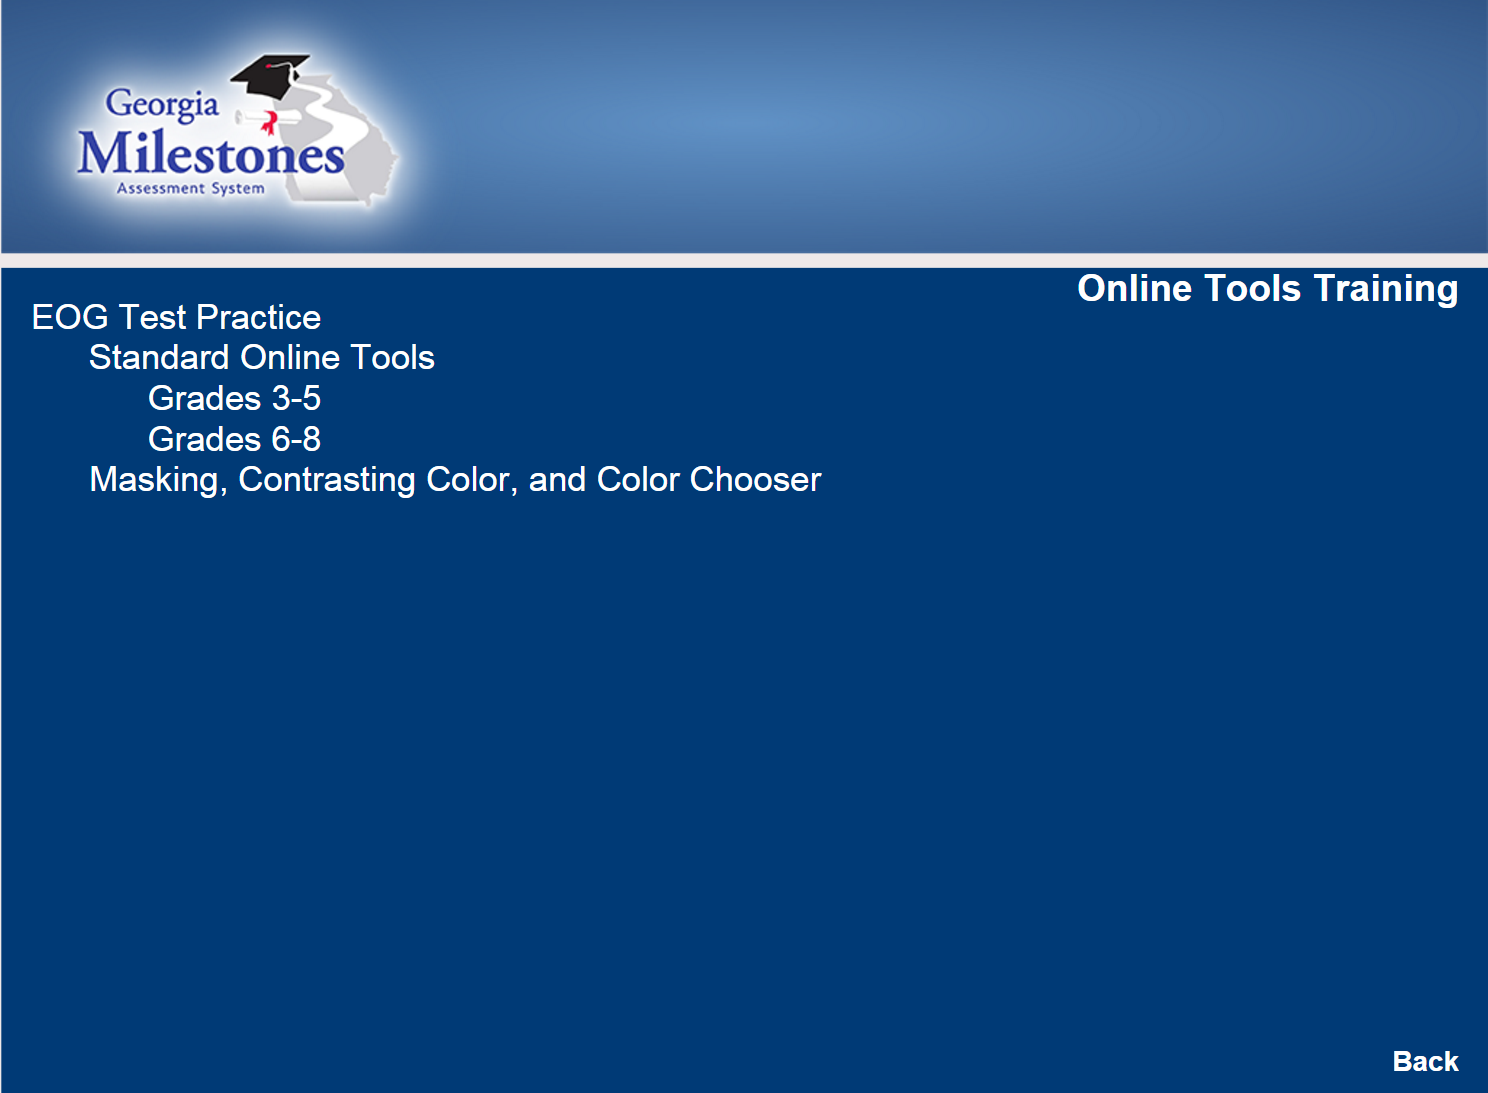 Georgia
Milestones
Assessment System
Online Tools Training
EOG Test Practice
Standard Online Tools
Grades 3-5
Grades 6-8
Masking, Contrasting Color, and Color Chooser
Back